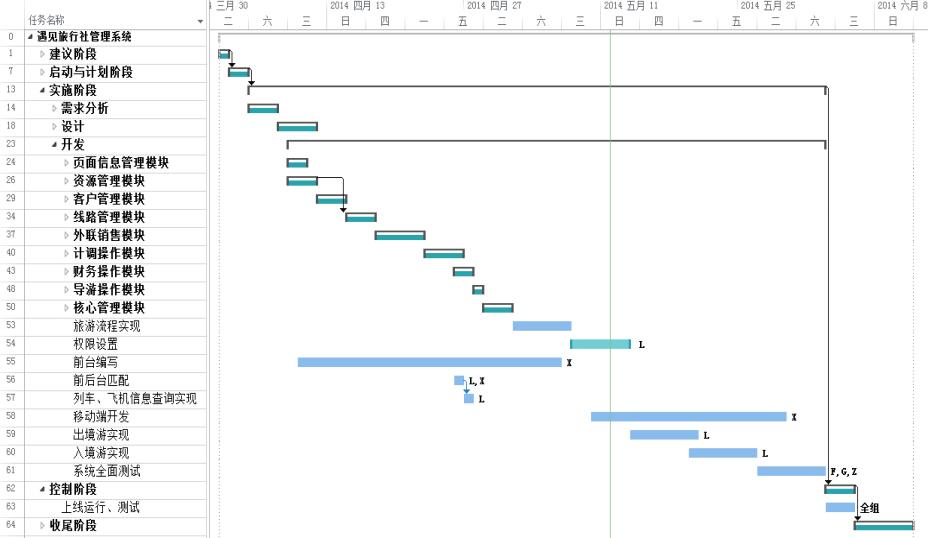 三月 30 2014 四月 13 2014 四月 27 2014 五月 11 2014 五月 25 2014 六月 8
任务名称 二 六 三 日 四 一 五 二 六 三 日 四 一 五 二 六 三 日
0 遇见旅行社管理系统
1 建议阶段
7 启动与计划阶段
13 实施阶段
14 需求分析
18 设计
23 开发
24 页面信息管理模块
26 资源管理模块
29 客户管理模块
34 线路管理模块
37 外联销售模块
40 计调操作模块
43 财务操作模块
48 导游操作模块
50 核心管理模块
53 旅游流程实现
54 权限设置 L
55 前台编写 X
56 前后台匹配 L,X
57 列车、飞机信息查询实现 L
58 移动端开发 X
59 出境游实现 L
60 入境游实现 L
61 系统全面测试 F,G,Z
62 控制阶段
63 上线运行、测试 全组
64 收尾阶段